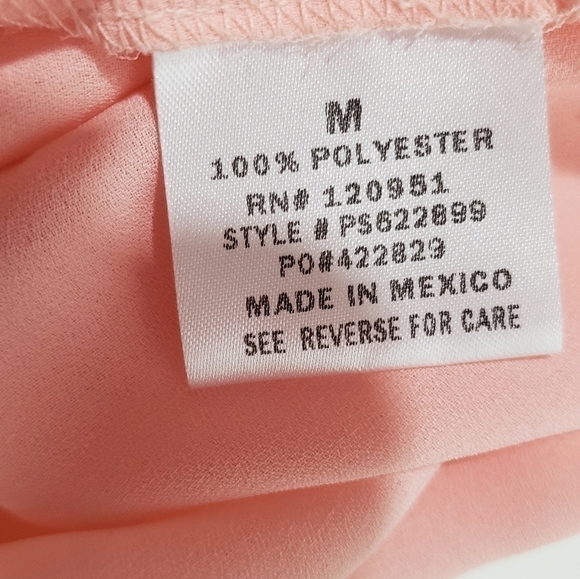 M
100% POLYESTER
RN# 120951
STYLE # PS622899
PO#422829
MADE IN MEXICO
SEE REVERSE FOR CARE